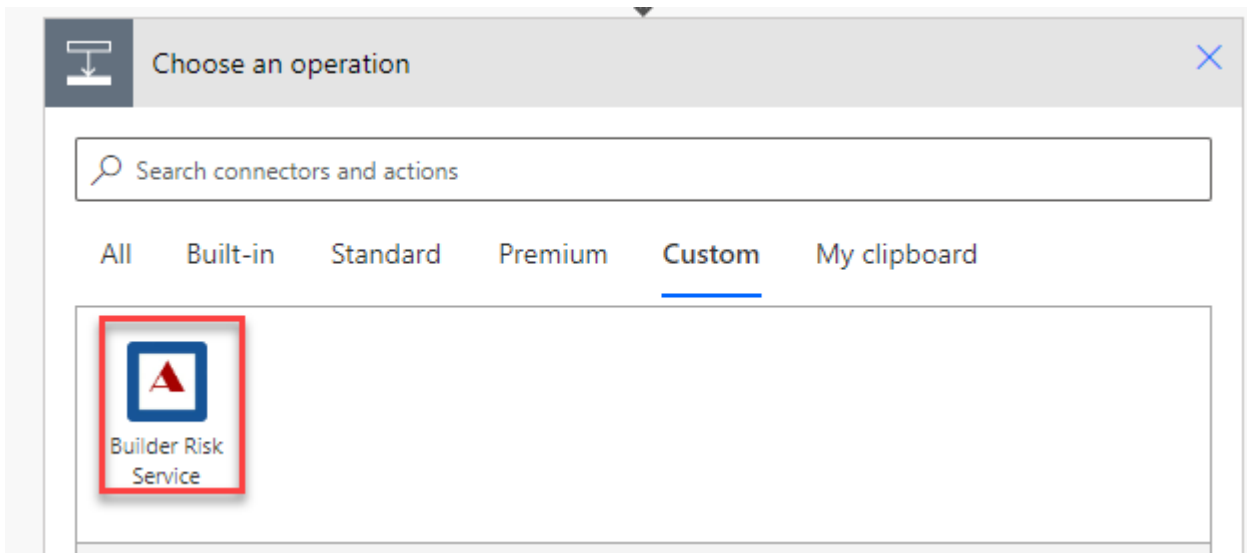 Choose an operation
Search connectors and actions
All Built-in Standard Premium Custom My clipboard
A
Builder Risk
Service